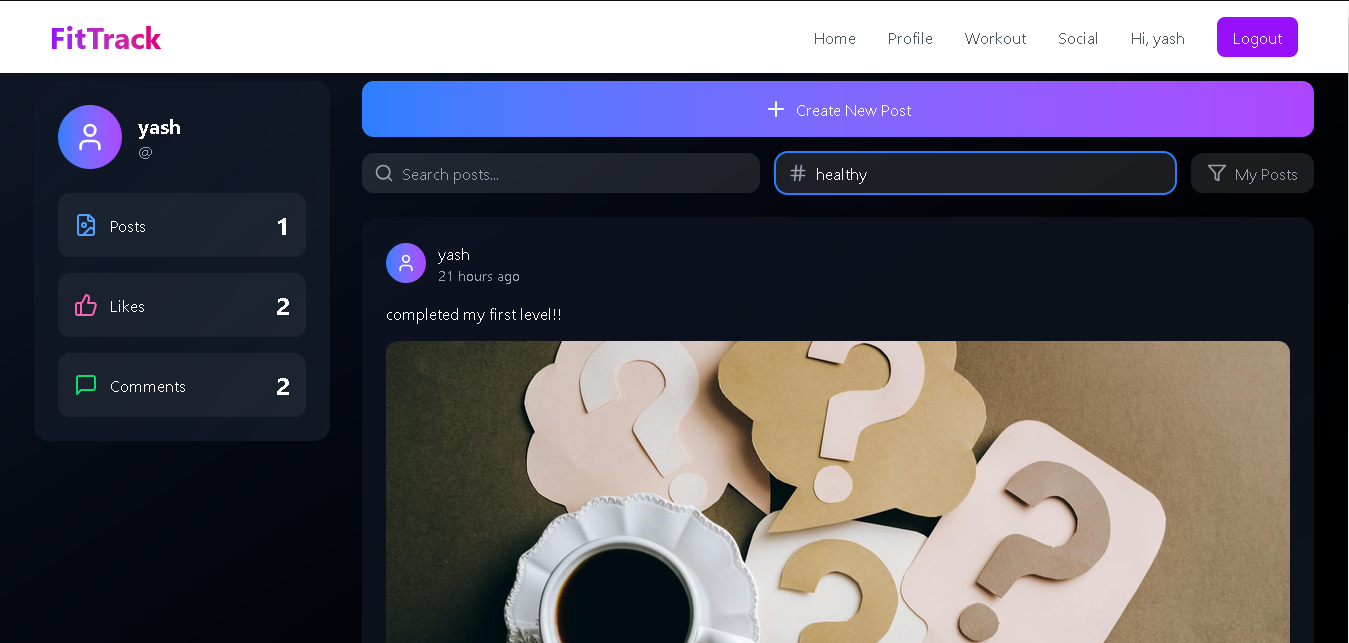 FitTrack
Home Profile Workout Social Hi, yash Logout
yash
@
Posts 1
Likes 2
Comments 2
Create New Post
Search posts...
# healthy
My Posts
yash
21 hours ago
completed my first level!!
? ? ? ?